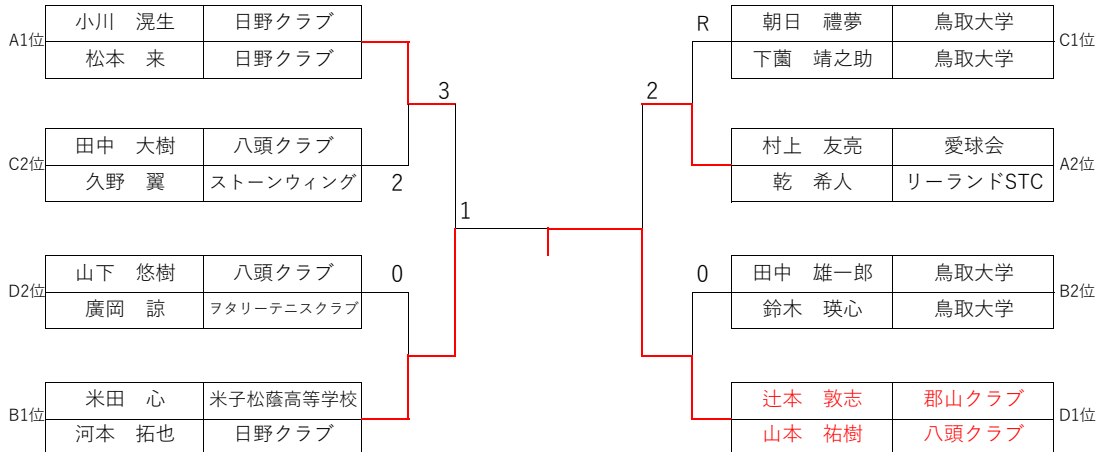 A1位
小川　滉生 日野クラブ
松本　来 日野クラブ
C2位
田中　大樹 八頭クラブ
久野　翼 ストーンウィング
2
3
D2位
山下　悠樹 八頭クラブ
廣岡　諒 ヲタリーテニスクラブ
0
B1位
米田　心 米子松蔭高等学校
河本　拓也 日野クラブ
1
R
朝日　禮夢 鳥取大学
下薗　靖之助 鳥取大学
C1位
2
村上　友亮 愛球会
乾　希人 リーランドSTC
A2位
0
田中　雄一郎 鳥取大学
鈴木　瑛心 鳥取大学
B2位
辻本　敦志 郡山クラブ
山本　祐樹 八頭クラブ
D1位